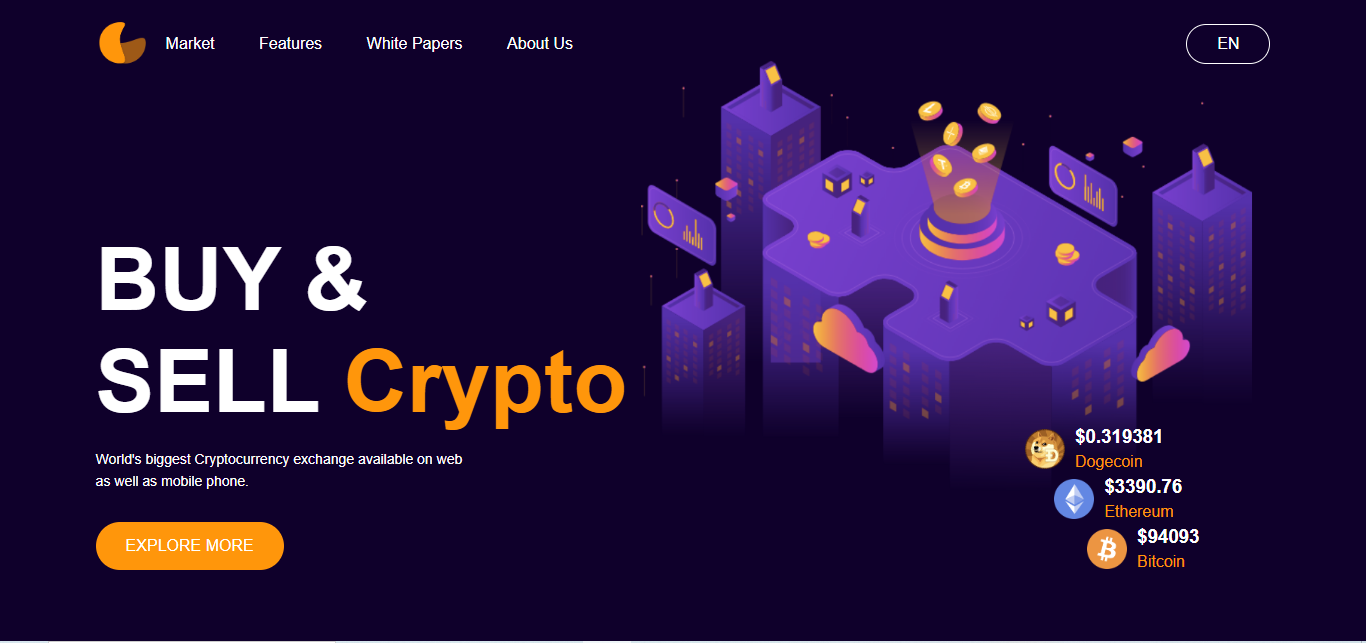 Market
Features
White Papers
About Us
EN
BUY &
SELL Crypto
World's biggest Cryptocurrency exchange available on web
as well as mobile phone.
EXPLORE MORE
$0.319381
Dogecoin
$3390.76
Ethereum
$94093
Bitcoin